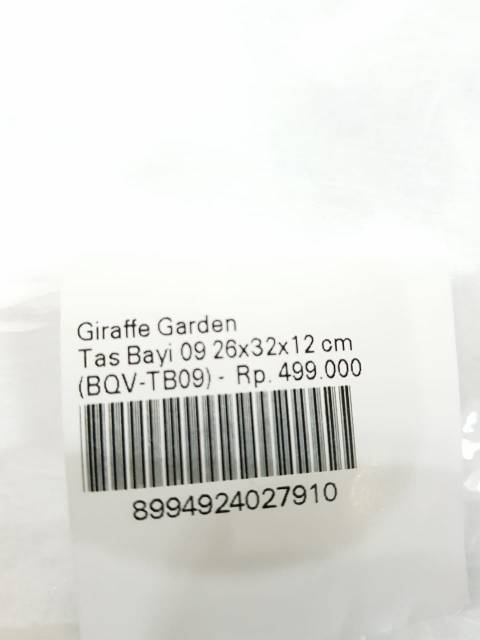 Giraffe Garden
Tas Bayi 09 26x32x12 cm
(BQV-TB09) - Rp. 499.000
8994924027910